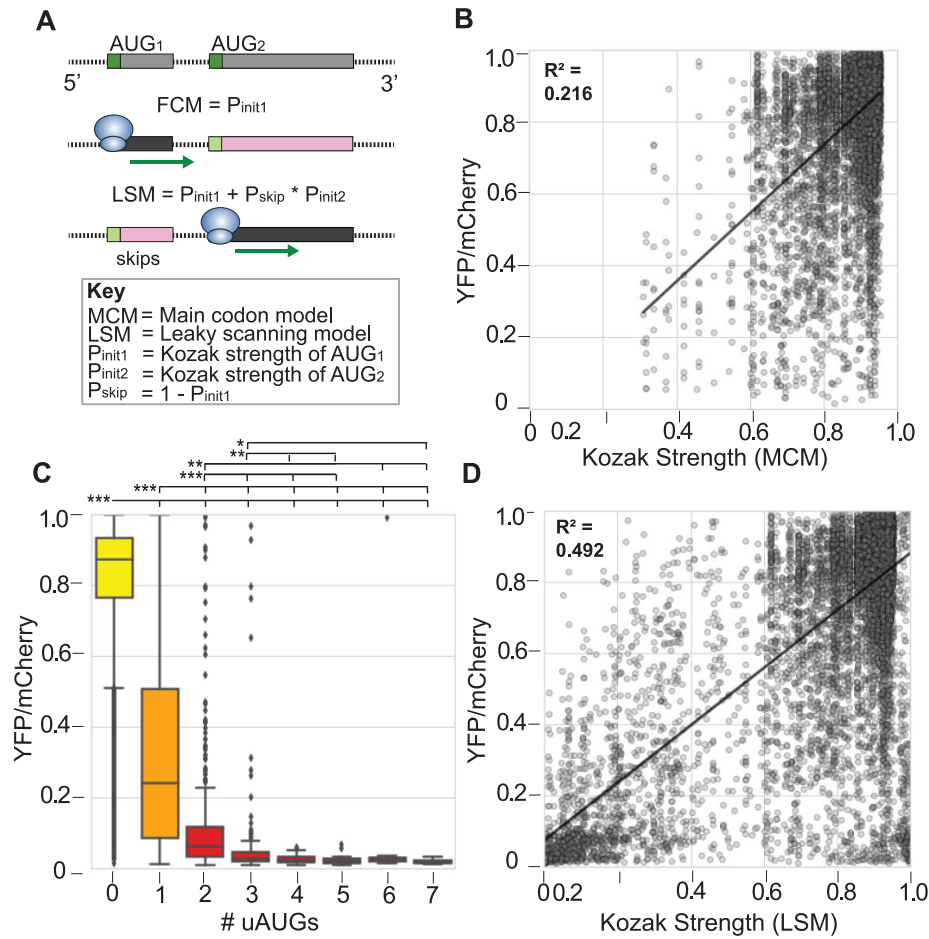 A
AUG1 AUG2
5’ 3’
FCM = Pinit1
LSM = Pinit1 + Pskip * Pinit2
skips
Key
MCM = Main codon model
LSM = Leaky scanning model
Pinit1 = Kozak strength of AUG1
Pinit2 = Kozak strength of AUG2
Pskip = 1 - Pinit1
B
R² =
0.216
YFP/mCherry
1.0
0.8
0.6
0.4
0.2
0
0 0.2 0.4 0.6 0.8 1.0
Kozak Strength (MCM)
C
*
**
**
***
***
***
YFP/mCherry
1.0
0.8
0.4
0.2
0
0 1 2 3 4 5 6 7
# uAUGs
D
R² =
0.492
YFP/mCherry
1.0
0.8
0.6
0.4
0.2
0
0 0.2 0.4 0.6 0.8 1.0
Kozak Strength (LSM)